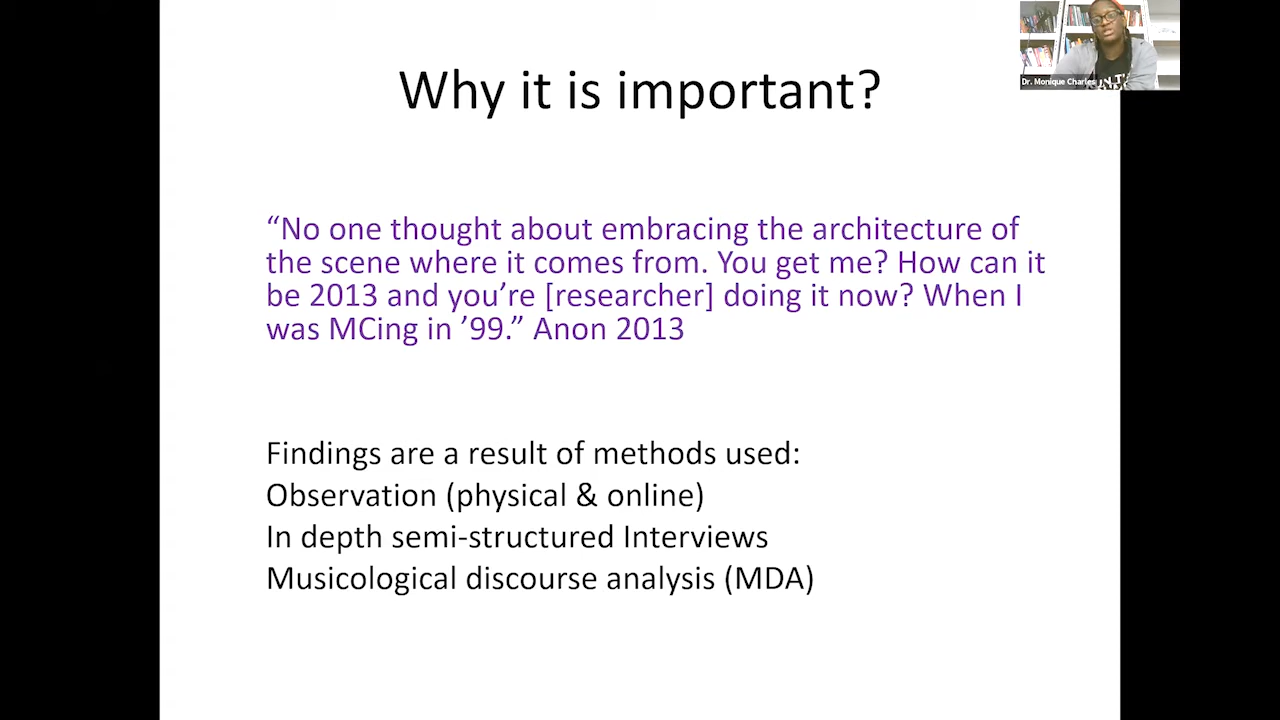 Why it is important?
Dr. Monique Charles
“No one thought about embracing the architecture of
the scene where it comes from. You get me? How can it
be 2013 and you’re [researcher] doing it now? When I
was MCing in ’99.” Anon 2013
Findings are a result of methods used:
Observation (physical & online)
In depth semi-structured Interviews
Musicological discourse analysis (MDA)